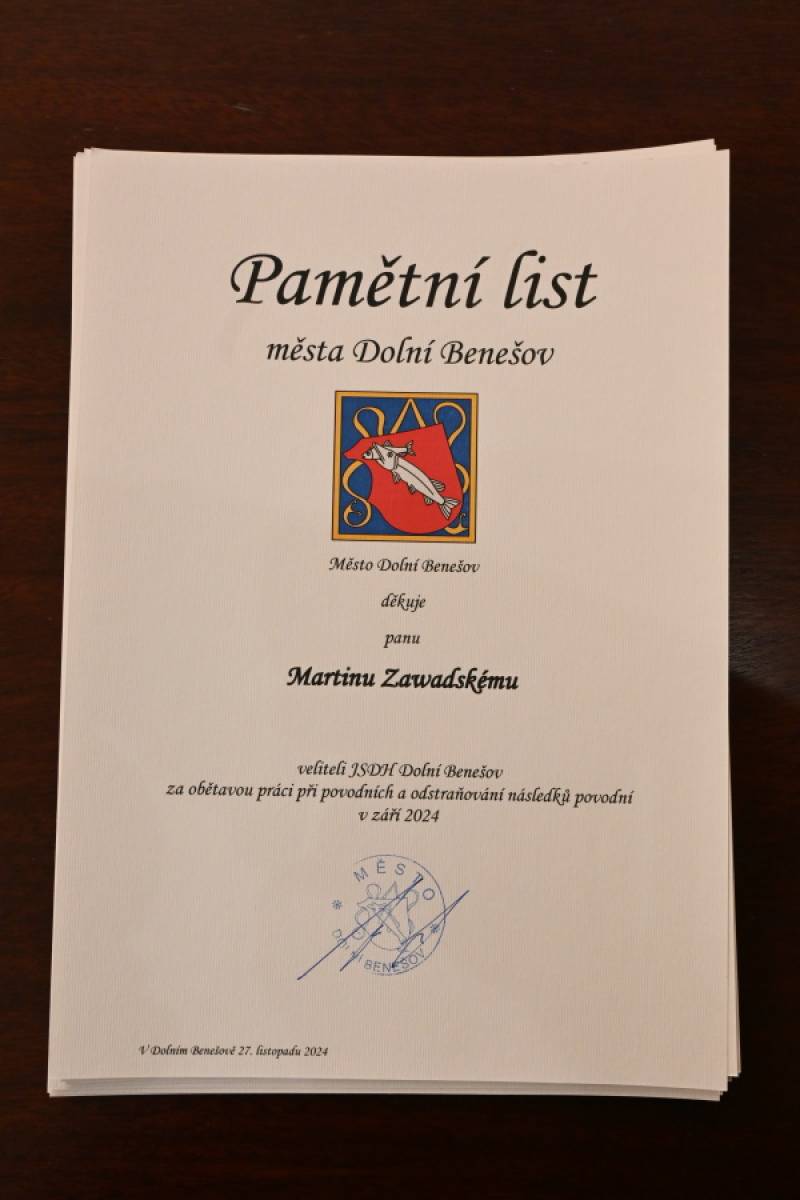 Pamětní list
města Dolní Benešov
Město Dolní Benešov
děkuje
panu
Martinu Zawadskému
veliteli JSDH Dolní Benešov
za obětavou práci při povodních a odstraňování následků povodní
v září 2024
MĚSTO
DOLNÍ BENEŠOV
V Dolním Benešově 27. listopadu 2024